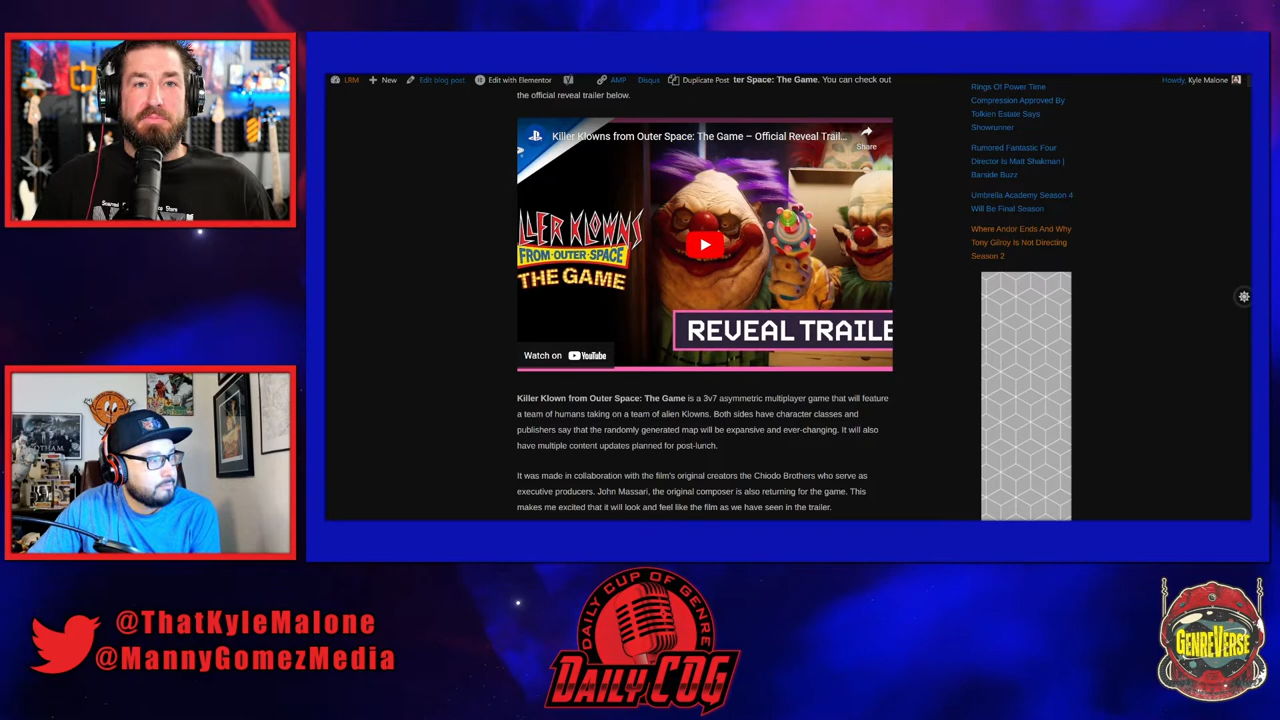 LRM
New
Edit blog post
Edit with Elementor
AMP
Disqus
Duplicate Post
ter Space: The Game. You can check out
Howdy, Kyle Malone
the official reveal trailer below.
Killer Klowns from Outer Space: The Game – Official Reveal Trail...
Share
LLER KLOWNS
FROM OUTER SPACE
THE GAME
REVEAL TRAILE
Watch on YouTube
Killer Klown from Outer Space: The Game is a 3v7 asymmetric multiplayer game that will feature
a team of humans taking on a team of alien Klowns. Both sides have character classes and
publishers say that the randomly generated map will be expansive and ever-changing. It will also
have multiple content updates planned for post-lunch.
It was made in collaboration with the film's original creators the Chiodo Brothers who serve as
executive producers. John Massari, the original composer is also returning for the game. This
makes me excited that it will look and feel like the film as we have seen in the trailer.
Rings Of Power Time
Compression Approved By
Tolkien Estate Says
Showrunner
Rumored Fantastic Four
Director Is Matt Shakman |
Barside Buzz
Umbrella Academy Season 4
Will Be Final Season
Where Andor Ends And Why
Tony Gilroy Is Not Directing
Season 2
GOTHAM
@ThatKyleMalone
@MannyGomezMedia
DAILY CUP OF GENRE
DAILY COG
GENREVERSE